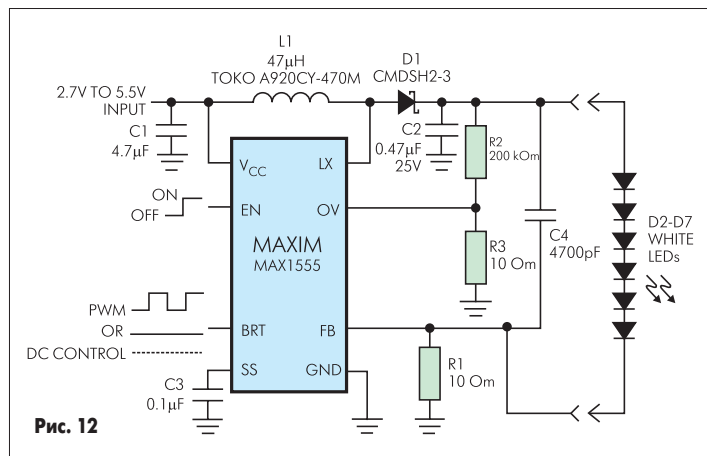 L1
47μH
TOKO A920CY-470M
D1
CMDSH2-3
2.7V TO 5.5V
INPUT
C1
4.7μF
C2
0.47μF
25V
R2
200 kOm
VCC
LX
ON
OFF
EN
OV
MAXIM
MAX1555
R3
10 Om
C4
4700pF
D2-D7
WHITE
LEDs
PWM
OR
DC CONTROL
BRT
FB
SS
GND
C3
0.1μF
R1
10 Om
Рис. 12